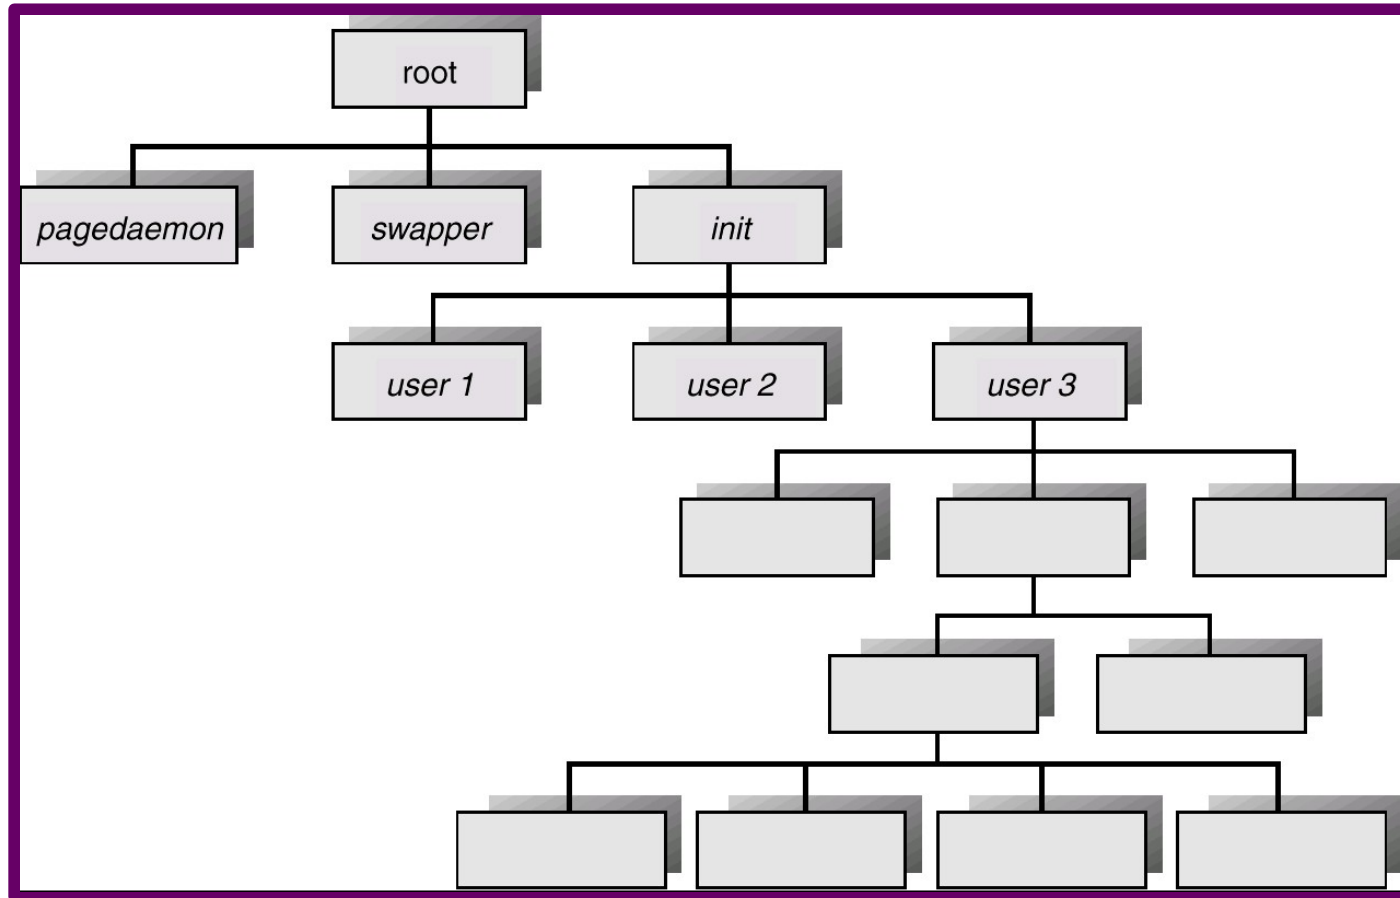 root
pagedaemon
swapper
init
user 1
user 2
user 3